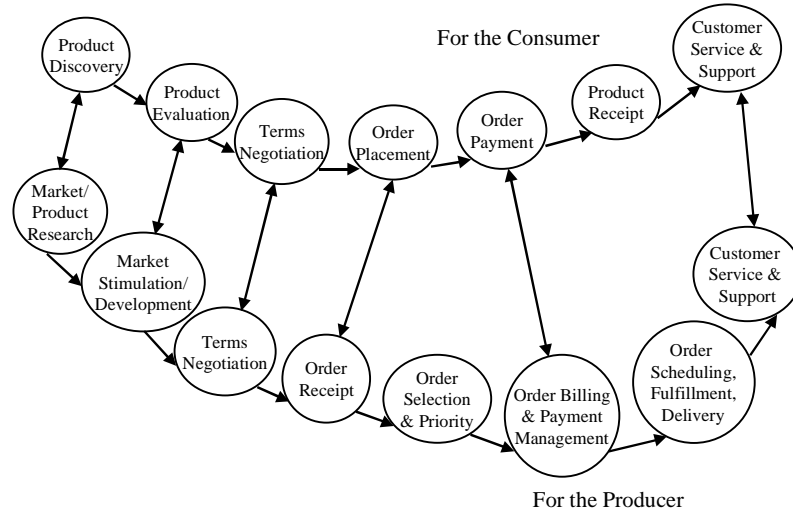 For the Consumer
Product
Discovery
Product
Evaluation
Terms
Negotiation
Order
Placement
Order
Payment
Product
Receipt
Customer
Service &
Support
Market/
Product
Research
Market
Stimulation/
Development
Terms
Negotiation
Order
Receipt
Order
Selection
& Priority
Order Billing
& Payment
Management
Order
Scheduling,
Fulfillment,
Delivery
Customer
Service &
Support
For the Producer